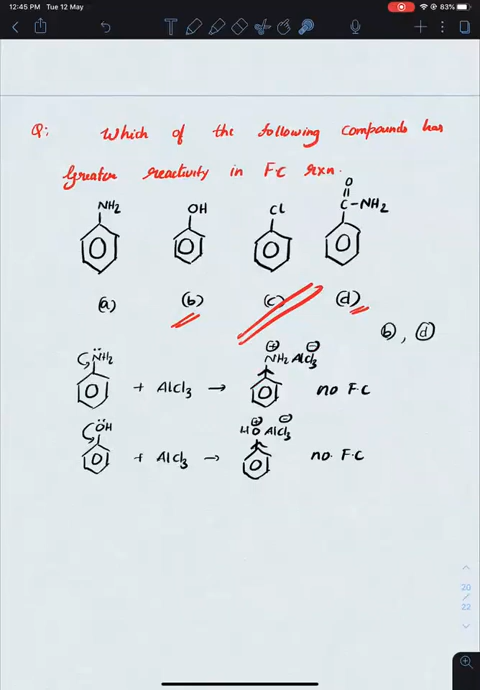 12:45 PM Tue 12 May
83%
Q: Which of the following compounds has
Greater reactivity in F.C rxn.
NH2
OH
Cl
O
C-NH2
(a) (b) (c) (d)
b, d
NH2 + AlCl3 → ⊕ NH2 AlCl3 ⊖ no F.C
OH + AlCl3 → HO ⊕ AlCl3 ⊖ no. F.C
20
/
22